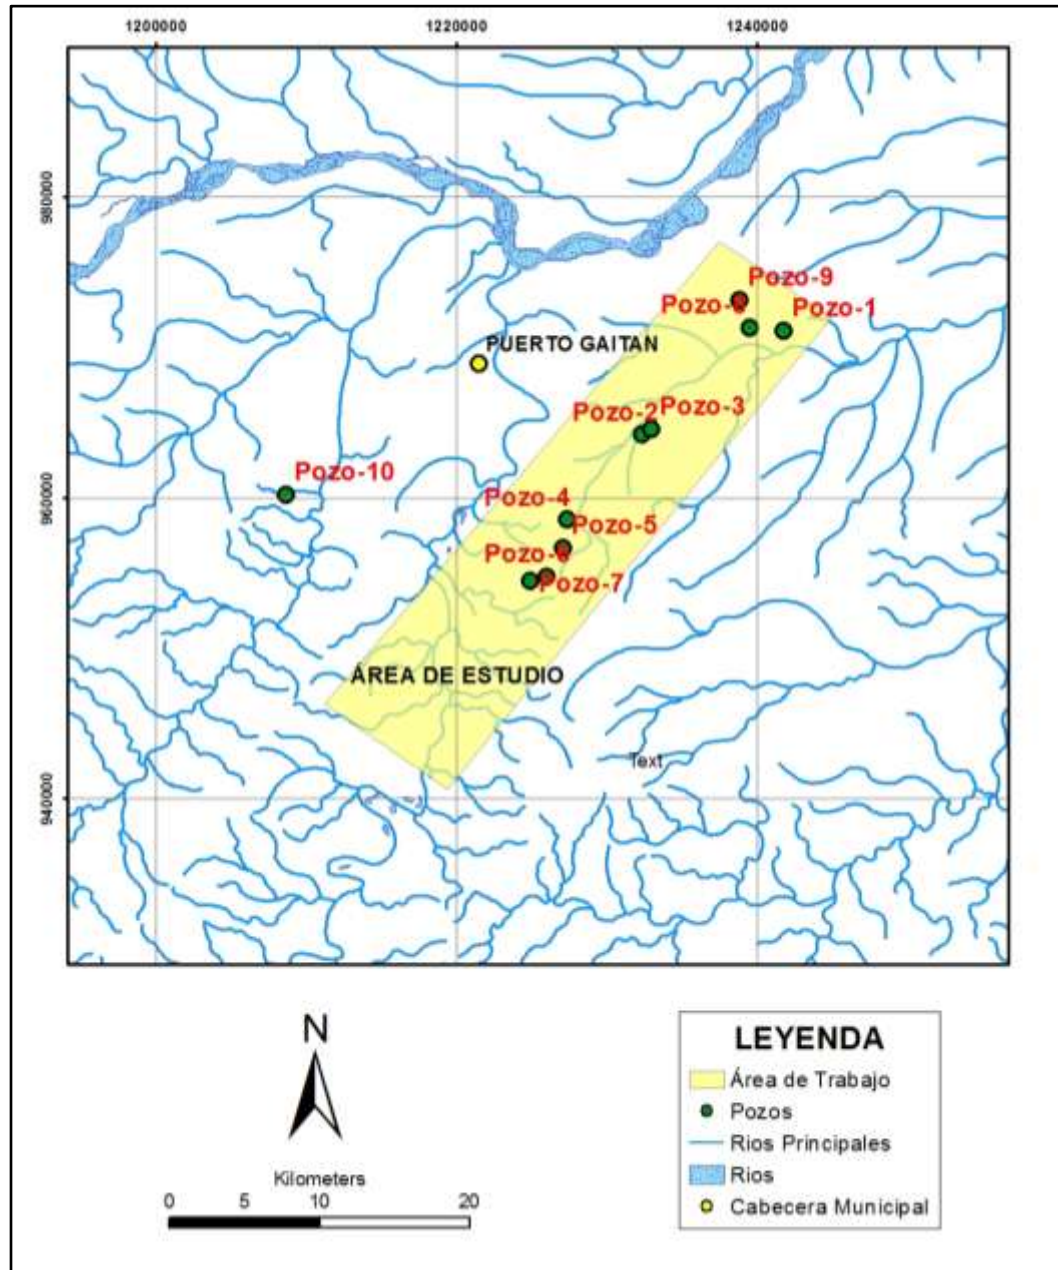 1200000 1220000 1240000
980000
Pozo-9
Pozo-1
PUERTO GAITAN
Pozo-2 Pozo-3
Pozo-10
960000
Pozo-4
Pozo-5
Pozo-7
ÁREA DE ESTUDIO
Text
940000
N
Kilometers
0 5 10 20
LEYENDA
Área de Trabajo
Pozos
Rios Principales
Rios
Cabecera Municipal